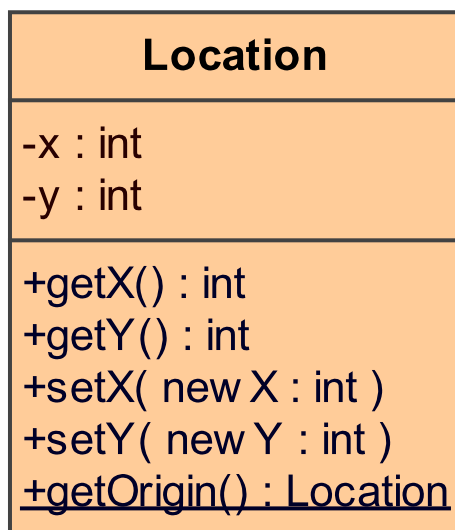 Location
-x : int
-y : int
+getX() : int
+getY() : int
+setX( new X : int )
+setY( new Y : int )
+getOrigin() : Location